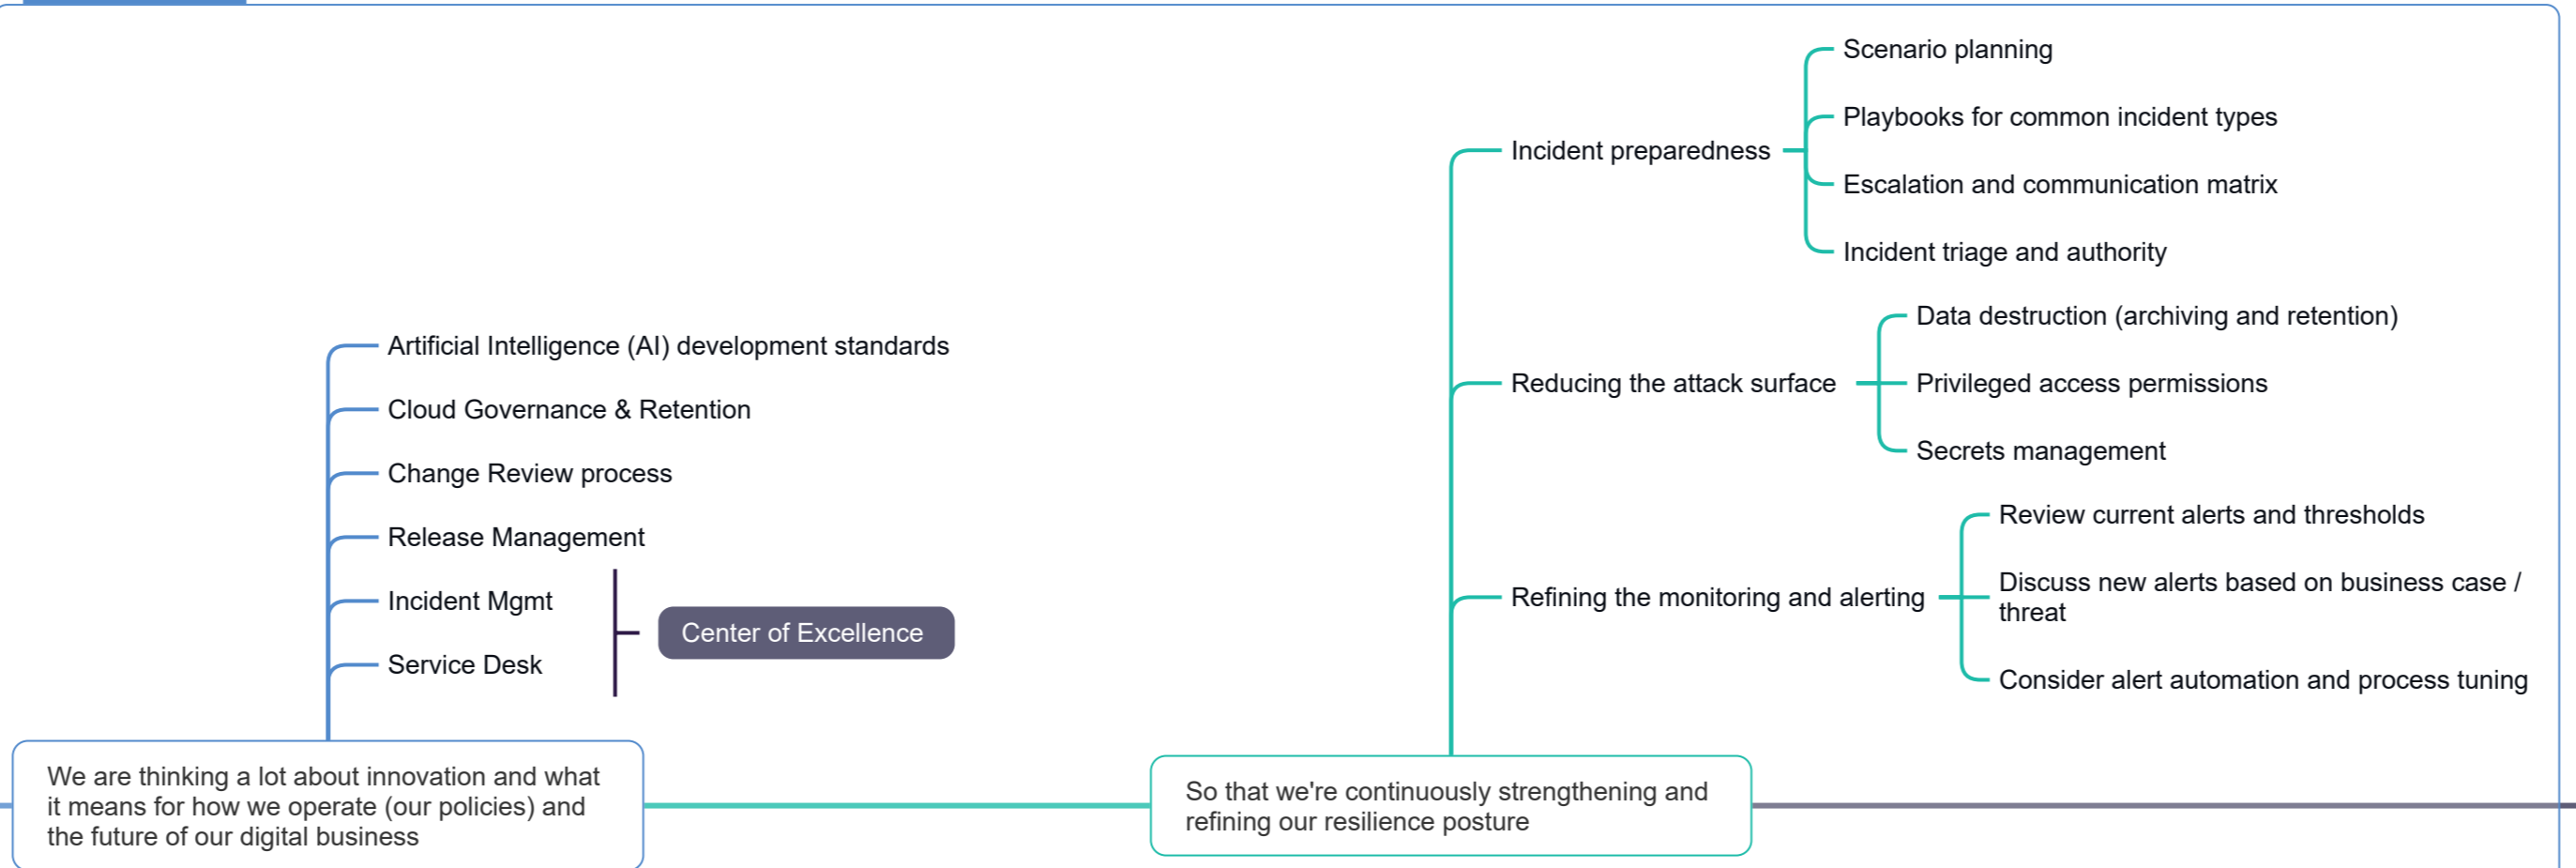 Artificial Intelligence (AI) development standards
Cloud Governance & Retention
Change Review process
Release Management
Incident Mgmt
Service Desk
Center of Excellence
We are thinking a lot about innovation and what
it means for how we operate (our policies) and
the future of our digital business
Incident preparedness
Scenario planning
Playbooks for common incident types
Escalation and communication matrix
Incident triage and authority
Reducing the attack surface
Data destruction (archiving and retention)
Privileged access permissions
Secrets management
Refining the monitoring and alerting
Review current alerts and thresholds
Discuss new alerts based on business case /
threat
Consider alert automation and process tuning
So that we're continuously strengthening and
refining our resilience posture